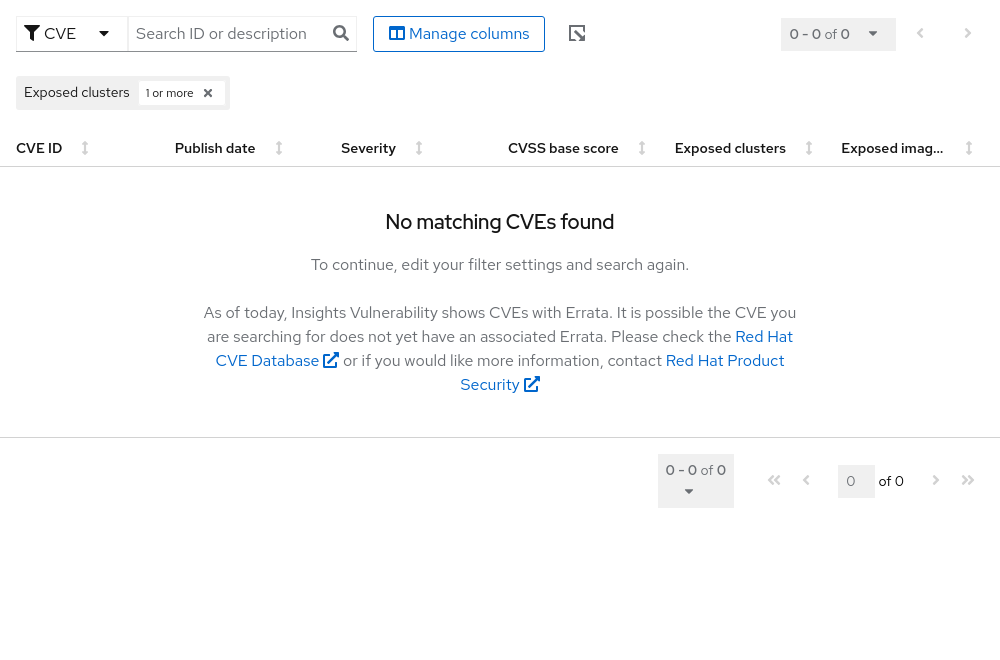 CVE Search ID or description Manage columns 0 - 0 of 0
Exposed clusters 1 or more
CVE ID Publish date Severity CVSS base score Exposed clusters Exposed imag...
No matching CVEs found
To continue, edit your filter settings and search again.
As of today, Insights Vulnerability shows CVEs with Errata. It is possible the CVE you
are searching for does not yet have an associated Errata. Please check the Red Hat
CVE Database or if you would like more information, contact Red Hat Product
Security
0 - 0 of 0 0 of 0